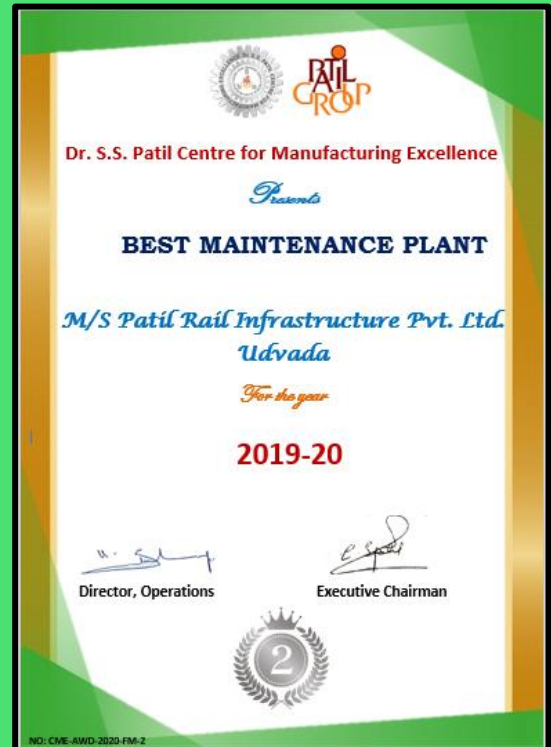 PATIL
GROUP
Dr. S.S. Patil Centre for Manufacturing Excellence
Presents
BEST MAINTENANCE PLANT
M/S Patil Rail Infrastructure Pvt. Ltd.
Udvada
For the year
2019-20
Director, Operations
Executive Chairman
2
NO: CME-AWD-2020-FM-2